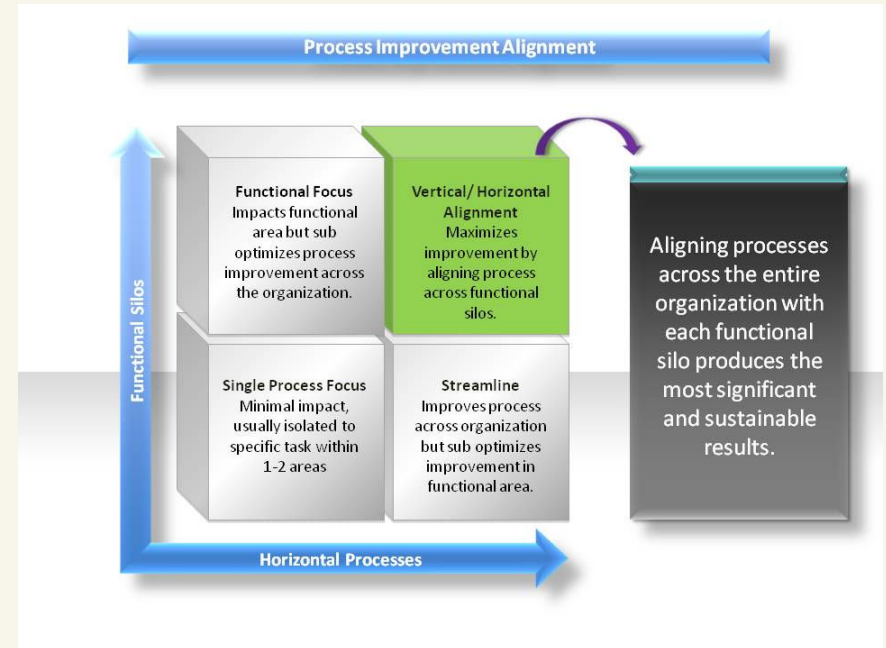 Process Improvement Alignment
Functional Focus
Impacts functional
area but sub
optimizes process
improvement across
the organization.
Vertical/ Horizontal
Alignment
Maximizes
improvement by
aligning process
across functional
silos.
Aligning processes
across the entire
organization with
each functional
silo produces the
most significant
and sustainable
results.
Functional Silos
Single Process Focus
Minimal impact,
usually isolated to
specific task within
1-2 areas
Streamline
Improves process
across organization
but sub optimizes
improvement in
functional area.
Horizontal Processes